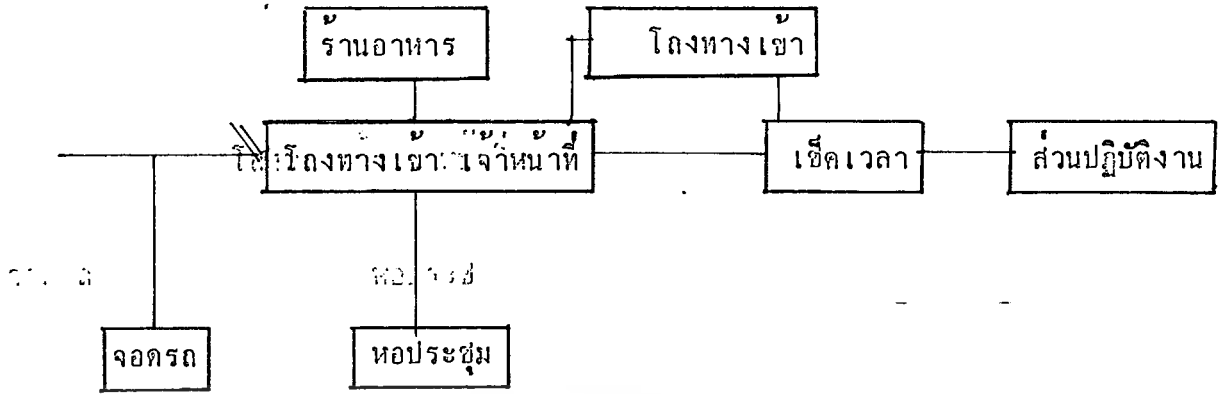 ร้านอาหาร
โถงทางเข้า
โถงทางเข้า เจ้าหน้าที่
เช็คเวลา
ส่วนปฏิบัติงาน
จอดรถ
หอประชุม